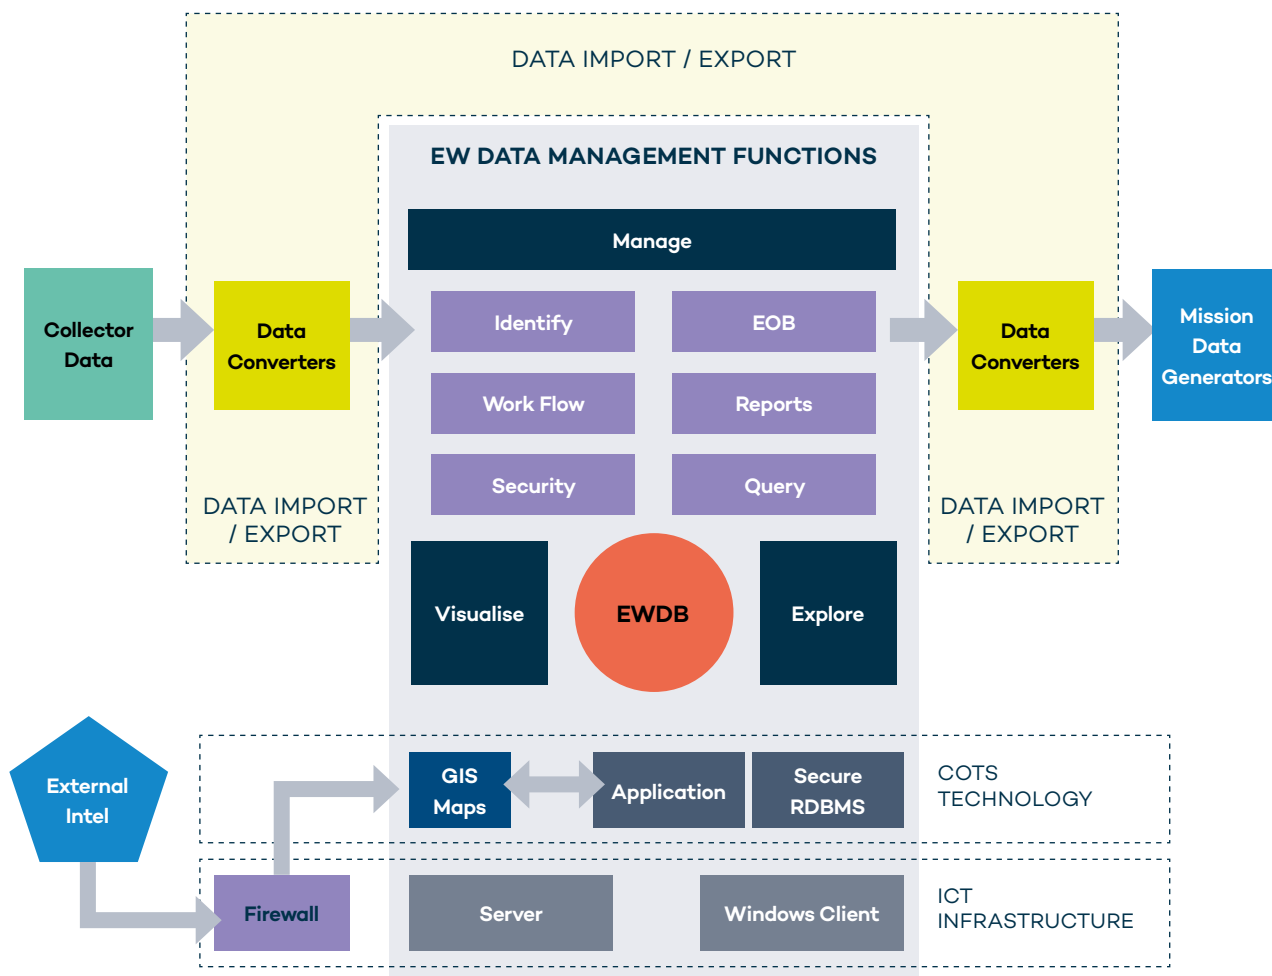 DATA IMPORT / EXPORT
EW DATA MANAGEMENT FUNCTIONS
Manage
Collector
Data
Data
Converters
Identify
EOB
Data
Converters
Mission
Data
Generators
Work Flow
Reports
Security
Query
DATA IMPORT
/ EXPORT
DATA IMPORT
/ EXPORT
Visualise
EWDB
Explore
External
Intel
GIS
Maps
Application
Secure
RDBMS
COTS
TECHNOLOGY
Firewall
Server
Windows Client
ICT
INFRASTRUCTURE